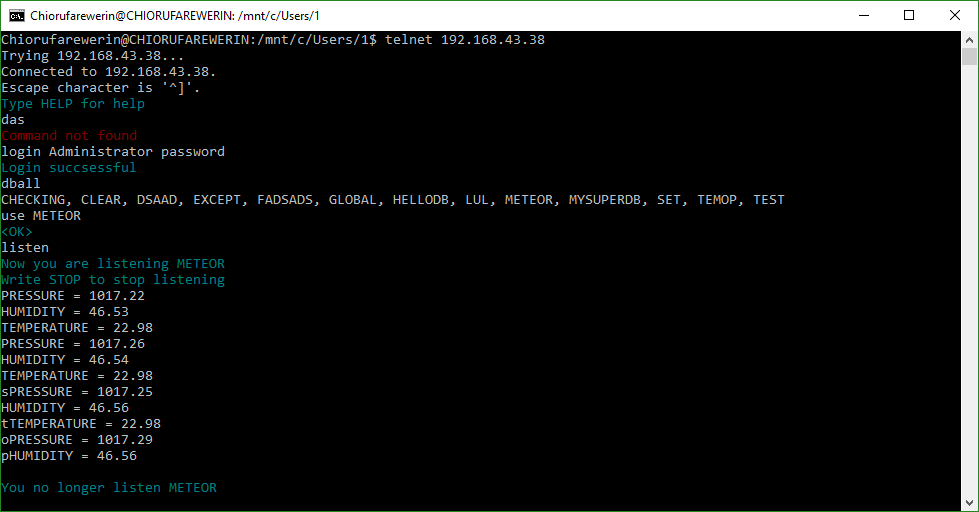 Chiorufarewerin@CHIORUFAREWERIN: /mnt/c/Users/1
Chiorufarewerin@CHIORUFAREWERIN:/mnt/c/Users/1$ telnet 192.168.43.38
Trying 192.168.43.38...
Connected to 192.168.43.38.
Escape character is '^]'.
Type HELP for help
das
Command not found
login Administrator password
Login succsessful
dball
CHECKING, CLEAR, DSAAD, EXCEPT, FADSADS, GLOBAL, HELLODB, LUL, METEOR, MYSUPERDB, SET, TEMOP, TEST
use METEOR
<OK>
listen
Now you are listening METEOR
Write STOP to stop listening
PRESSURE = 1017.22
HUMIDITY = 46.53
TEMPERATURE = 22.98
PRESSURE = 1017.26
HUMIDITY = 46.54
TEMPERATURE = 22.98
sPRESSURE = 1017.25
HUMIDITY = 46.56
tTEMPERATURE = 22.98
oPRESSURE = 1017.29
pHUMIDITY = 46.56
You no longer listen METEOR